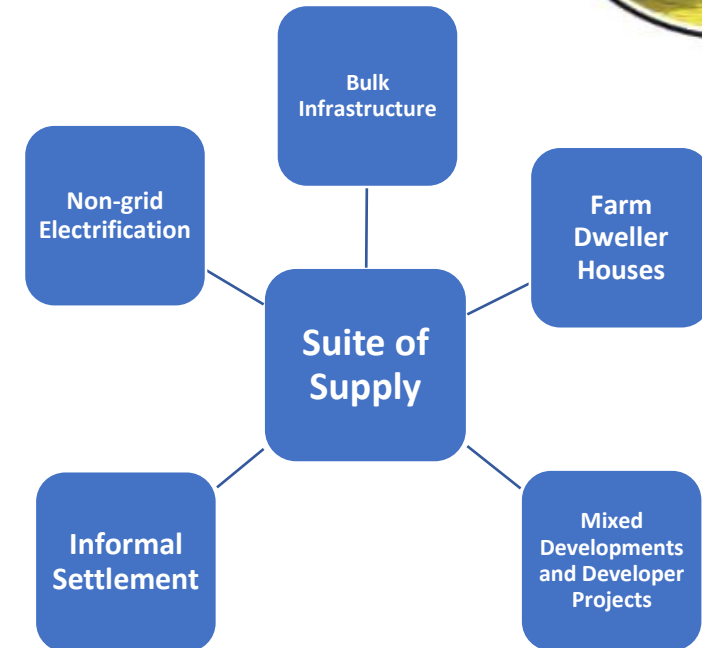 Bulk
Infrastructure
Non-grid
Electrification
Farm
Dweller
Houses
Suite of
Supply
Informal
Settlement
Mixed
Developments
and Developer
Projects